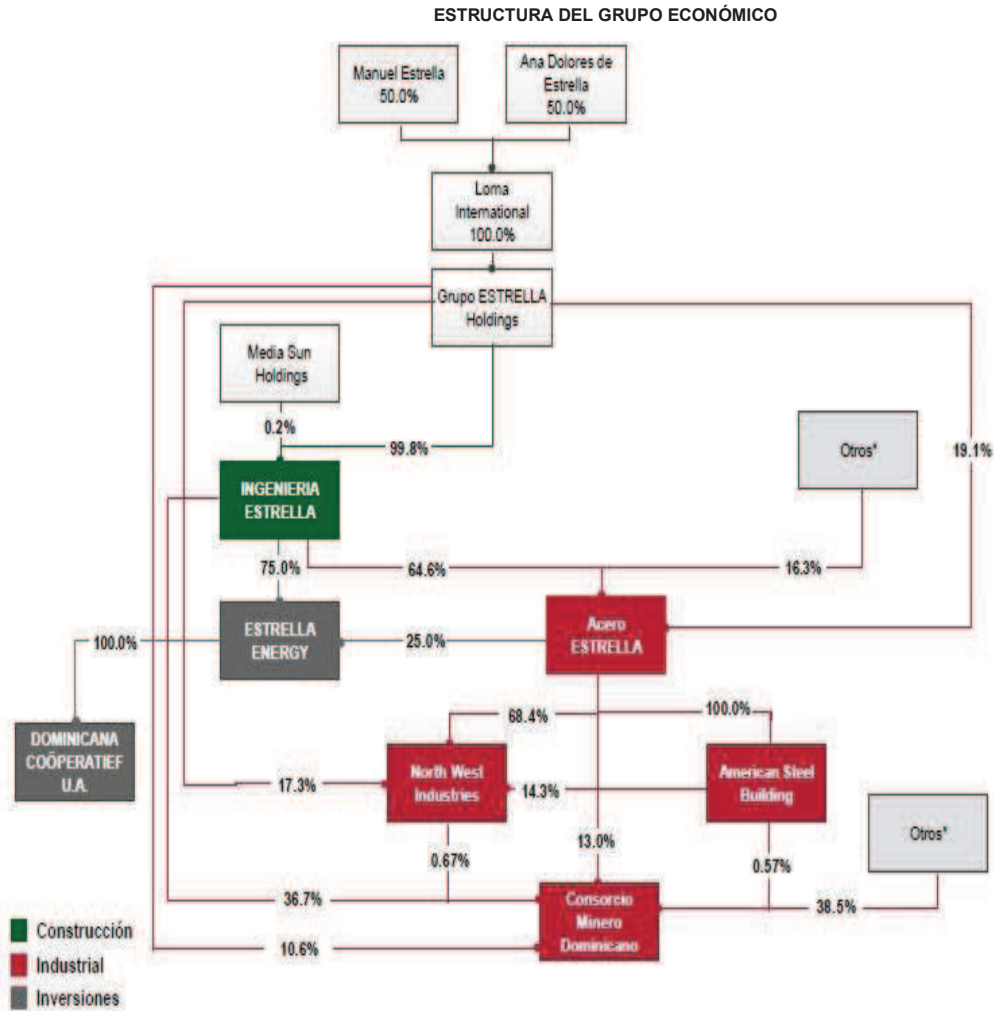 ESTRUCTURA DEL GRUPO ECONÓMICO
Manuel Estrella
50.0%
Ana Dolores de
Estrella
50.0%
Loma
International
100.0%
Grupo ESTRELLA
Holdings
Media Sun
Holdings
0.2%
99.8%
Otros*
19.1%
INGENIERIA
ESTRELLA
75.0%
64.6%
16.3%
ESTRELLA
ENERGY
Acero
ESTRELLA
100.0%
25.0%
68.4%
100.0%
DOMINICANA
COÖPERATIEF
U.A.
North West
Industries
American Steel
Building
17.3%
14.3%
Otros*
0.67%
13.0%
0.57%
36.7%
Consorcio
Minero
Dominicano
38.5%
10.6%
Construcción
Industrial
Inversiones